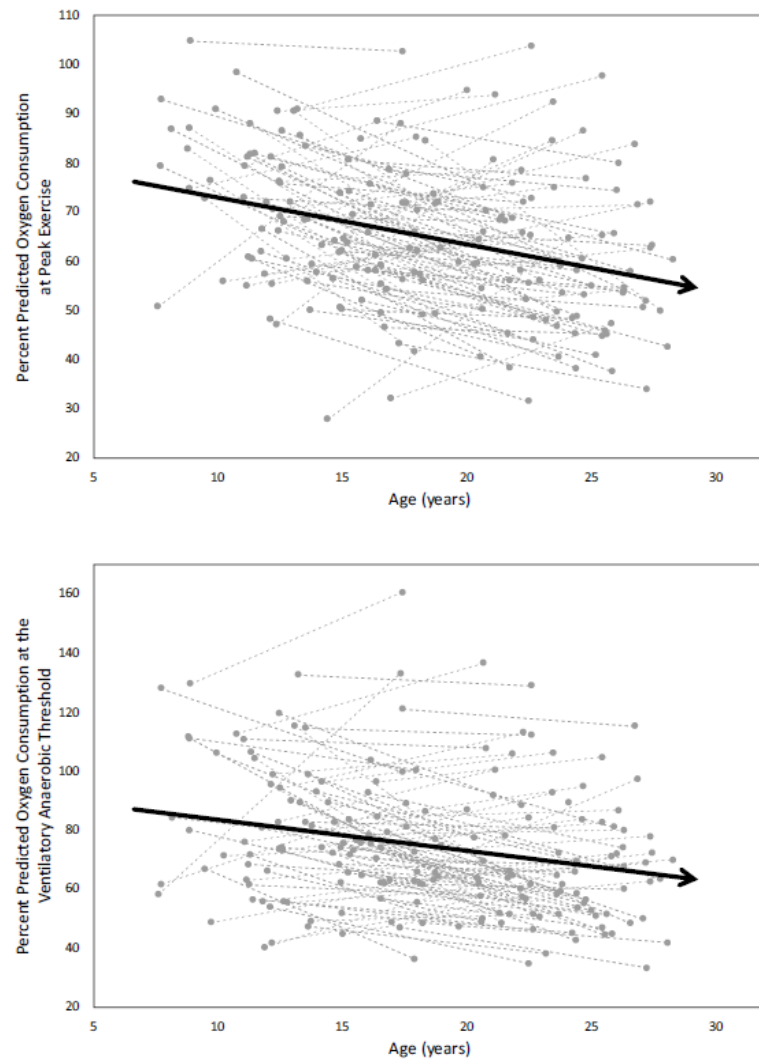 110
100
90
80
70
60
50
40
30
20
Percent Predicted Oxygen Consumption
at Peak Exercise
5 10 15 20 25 30
Age (years)
160
140
120
100
80
60
40
20
Percent Predicted Oxygen Consumption at the
Ventilatory Anaerobic Threshold
5 10 15 20 25 30
Age (years)